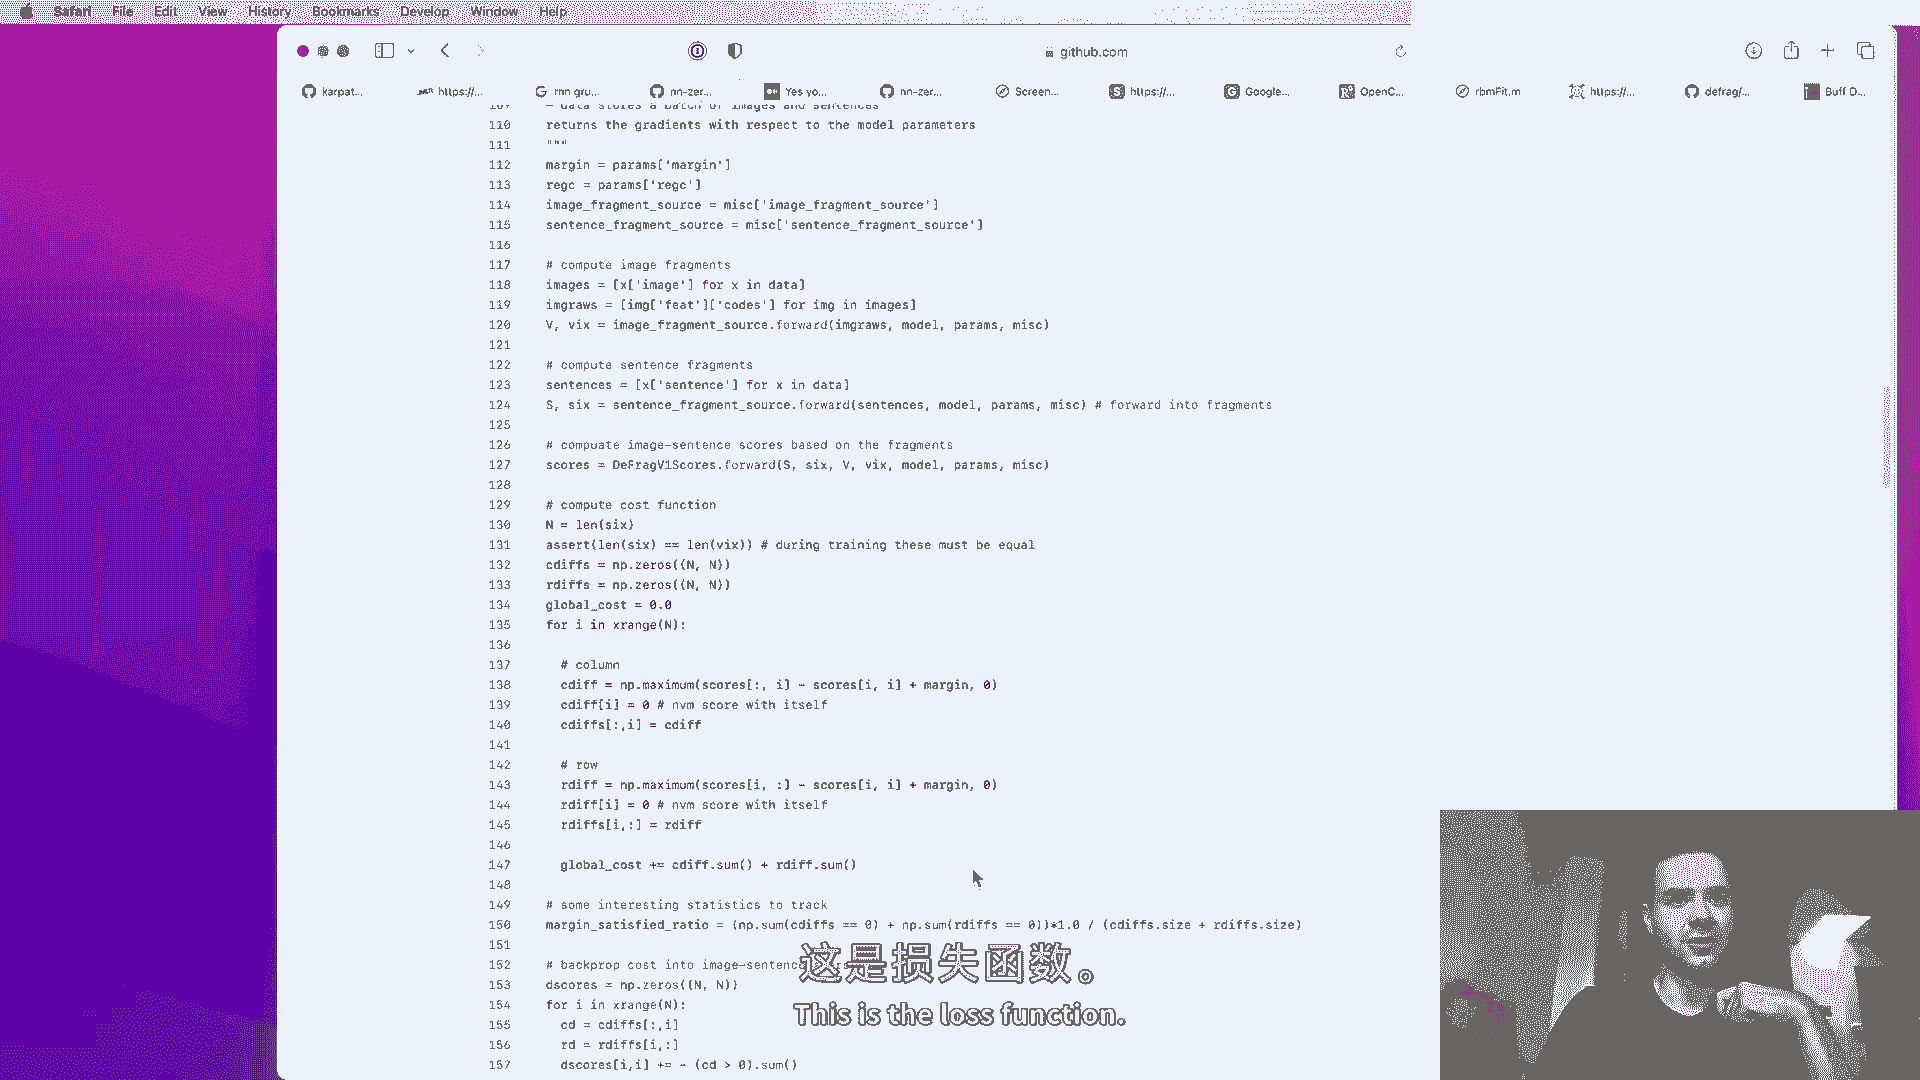 Safari File Edit View History Bookmarks Develop Window Help
github.com
karpat... https://... rnn gru... nn-zer... Yes yo... nn-zer... Screen... https://... Google... OpenC... rbmFit.m https://... defrag/... Buff D...
109 - data stores a batch of images and sentences
110 returns the gradients with respect to the model parameters
111 """
112 margin = params['margin']
113 regc = params['regc']
114 image_fragment_source = misc['image_fragment_source']
115 sentence_fragment_source = misc['sentence_fragment_source']
116
117 # compute image fragments
118 images = [x['image'] for x in data]
119 imgraws = [img['feat']['codes'] for img in images]
120 V, vix = image_fragment_source.forward(imgraws, model, params, misc)
121
122 # compute sentence fragments
123 sentences = [x['sentence'] for x in data]
124 S, six = sentence_fragment_source.forward(sentences, model, params, misc) # forward into fragments
125
126 # compuate image-sentence scores based on the fragments
127 scores = DeFragV1Scores.forward(S, six, V, vix, model, params, misc)
128
129 # compute cost function
130 N = len(six)
131 assert(len(six) == len(vix)) # during training these must be equal
132 cdiffs = np.zeros((N, N))
133 rdiffs = np.zeros((N, N))
134 global_cost = 0.0
135 for i in xrange(N):
136
137 # column
138 cdiff = np.maximum(scores[:, i] - scores[i, i] + margin, 0)
139 cdiff[i] = 0 # nvm score with itself
140 cdiffs[:,i] = cdiff
141
142 # row
143 rdiff = np.maximum(scores[i, :] - scores[i, i] + margin, 0)
144 rdiff[i] = 0 # nvm score with itself
145 rdiffs[i,:] = rdiff
146
147 global_cost += cdiff.sum() + rdiff.sum()
148
149 # some interesting statistics to track
150 margin_satisfied_ratio = (np.sum(cdiffs == 0) + np.sum(rdiffs == 0))*1.0 / (cdiffs.size + rdiffs.size)
151
152 # backprop cost into image-sentenc
153 dscores = np.zeros((N, N))
154 for i in xrange(N):
155 cd = cdiffs[:,i]
156 rd = rdiffs[i,:]
157 dscores[i,i] += - (cd > 0).sum()
这是损失函数。
This is the loss function.